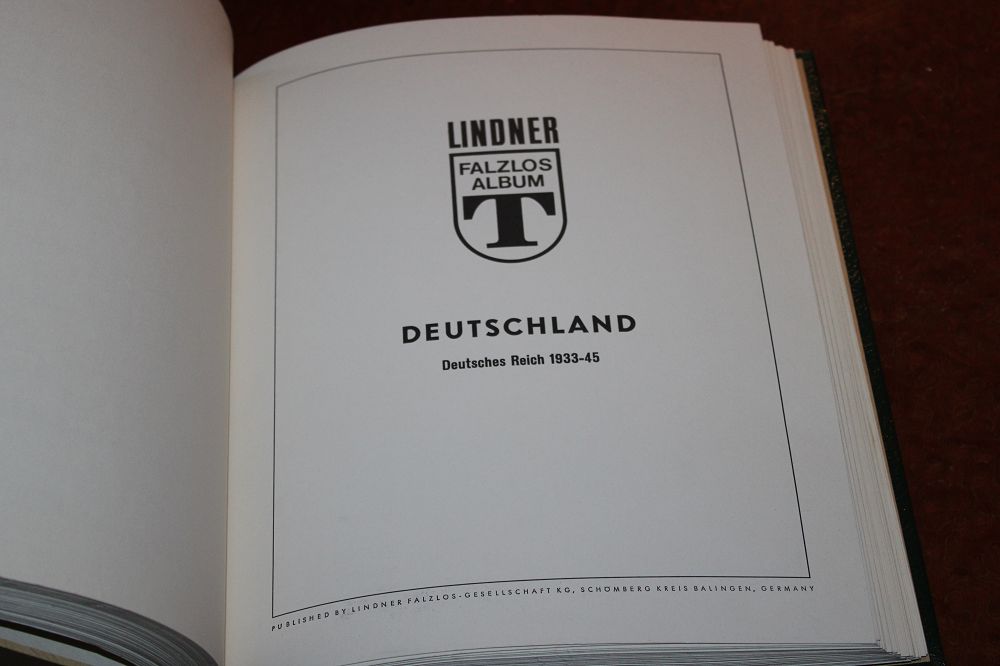 LINDNER
FALZLOS
ALBUM
T
DEUTSCHLAND
Deutsches Reich 1933-45
PUBLISHED BY LINDNER FALZLOS-GESELLSCHAFT KG, SCHÖMBERG KREIS BALINGEN, GERMANY